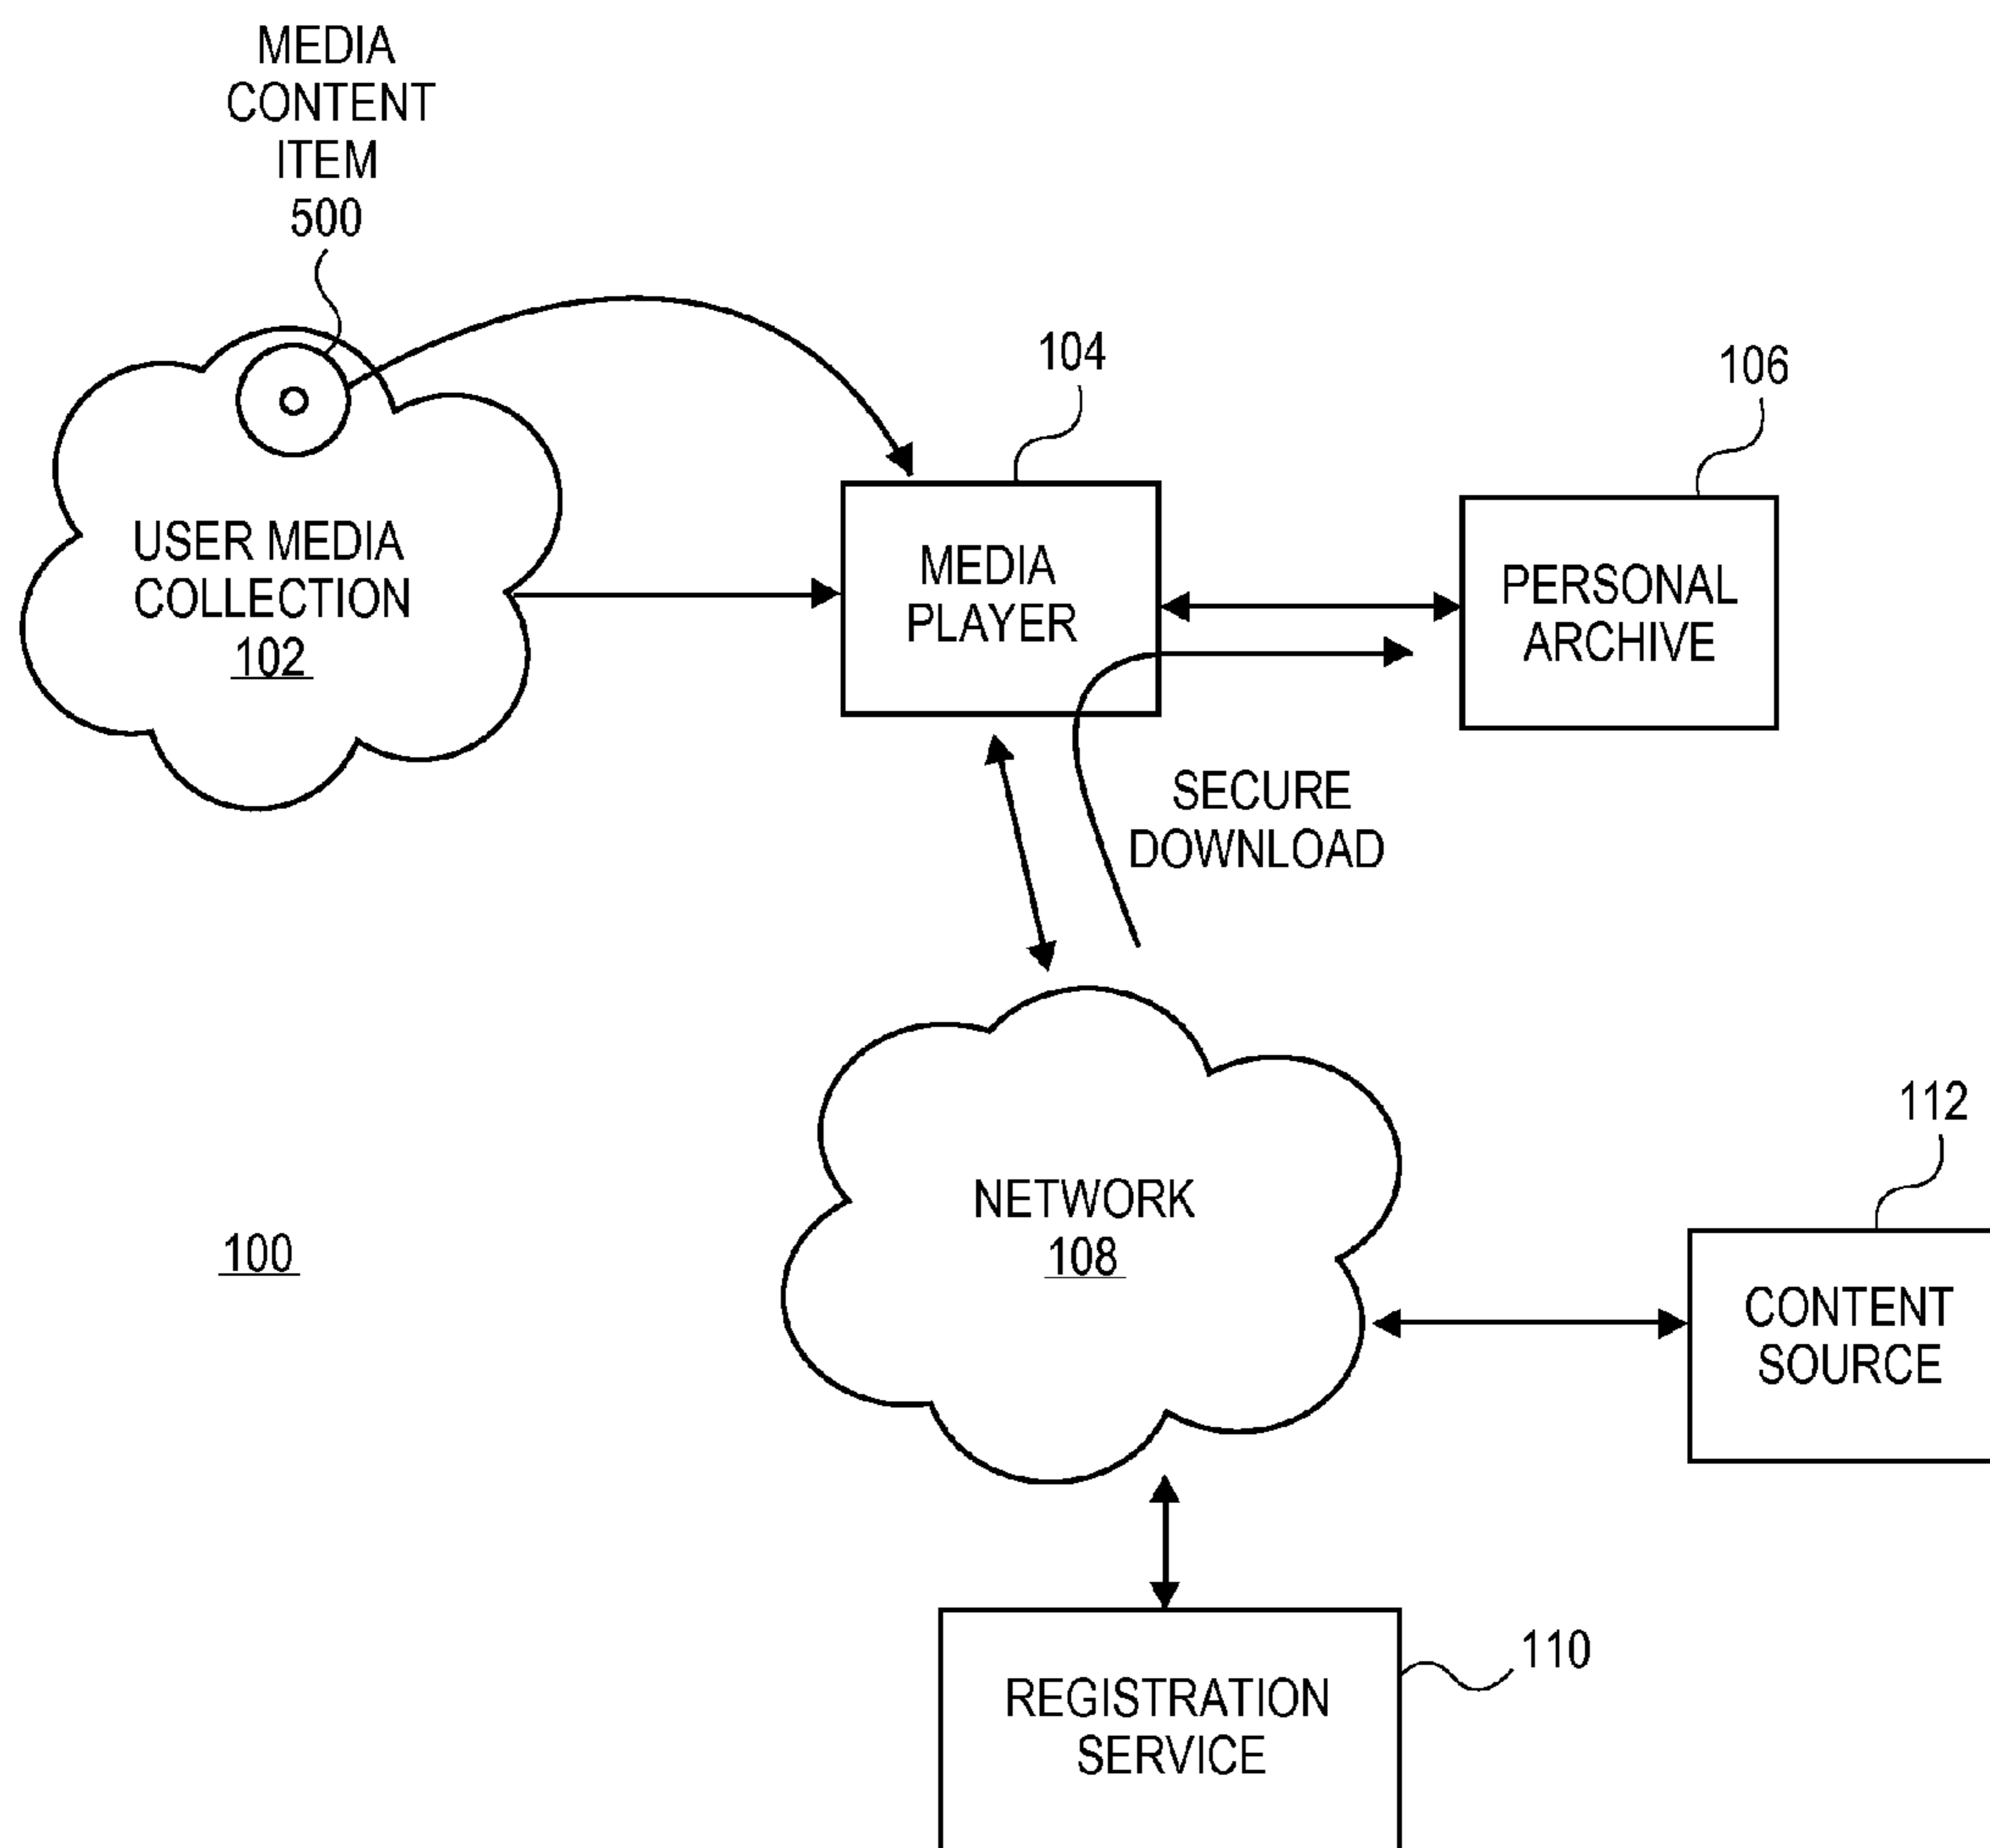 MEDIA
CONTENT
ITEM
500
104
106
USER MEDIA
COLLECTION
102
MEDIA
PLAYER
PERSONAL
ARCHIVE
SECURE
DOWNLOAD
112
NETWORK
108
100
CONTENT
SOURCE
110
REGISTRATION
SERVICE